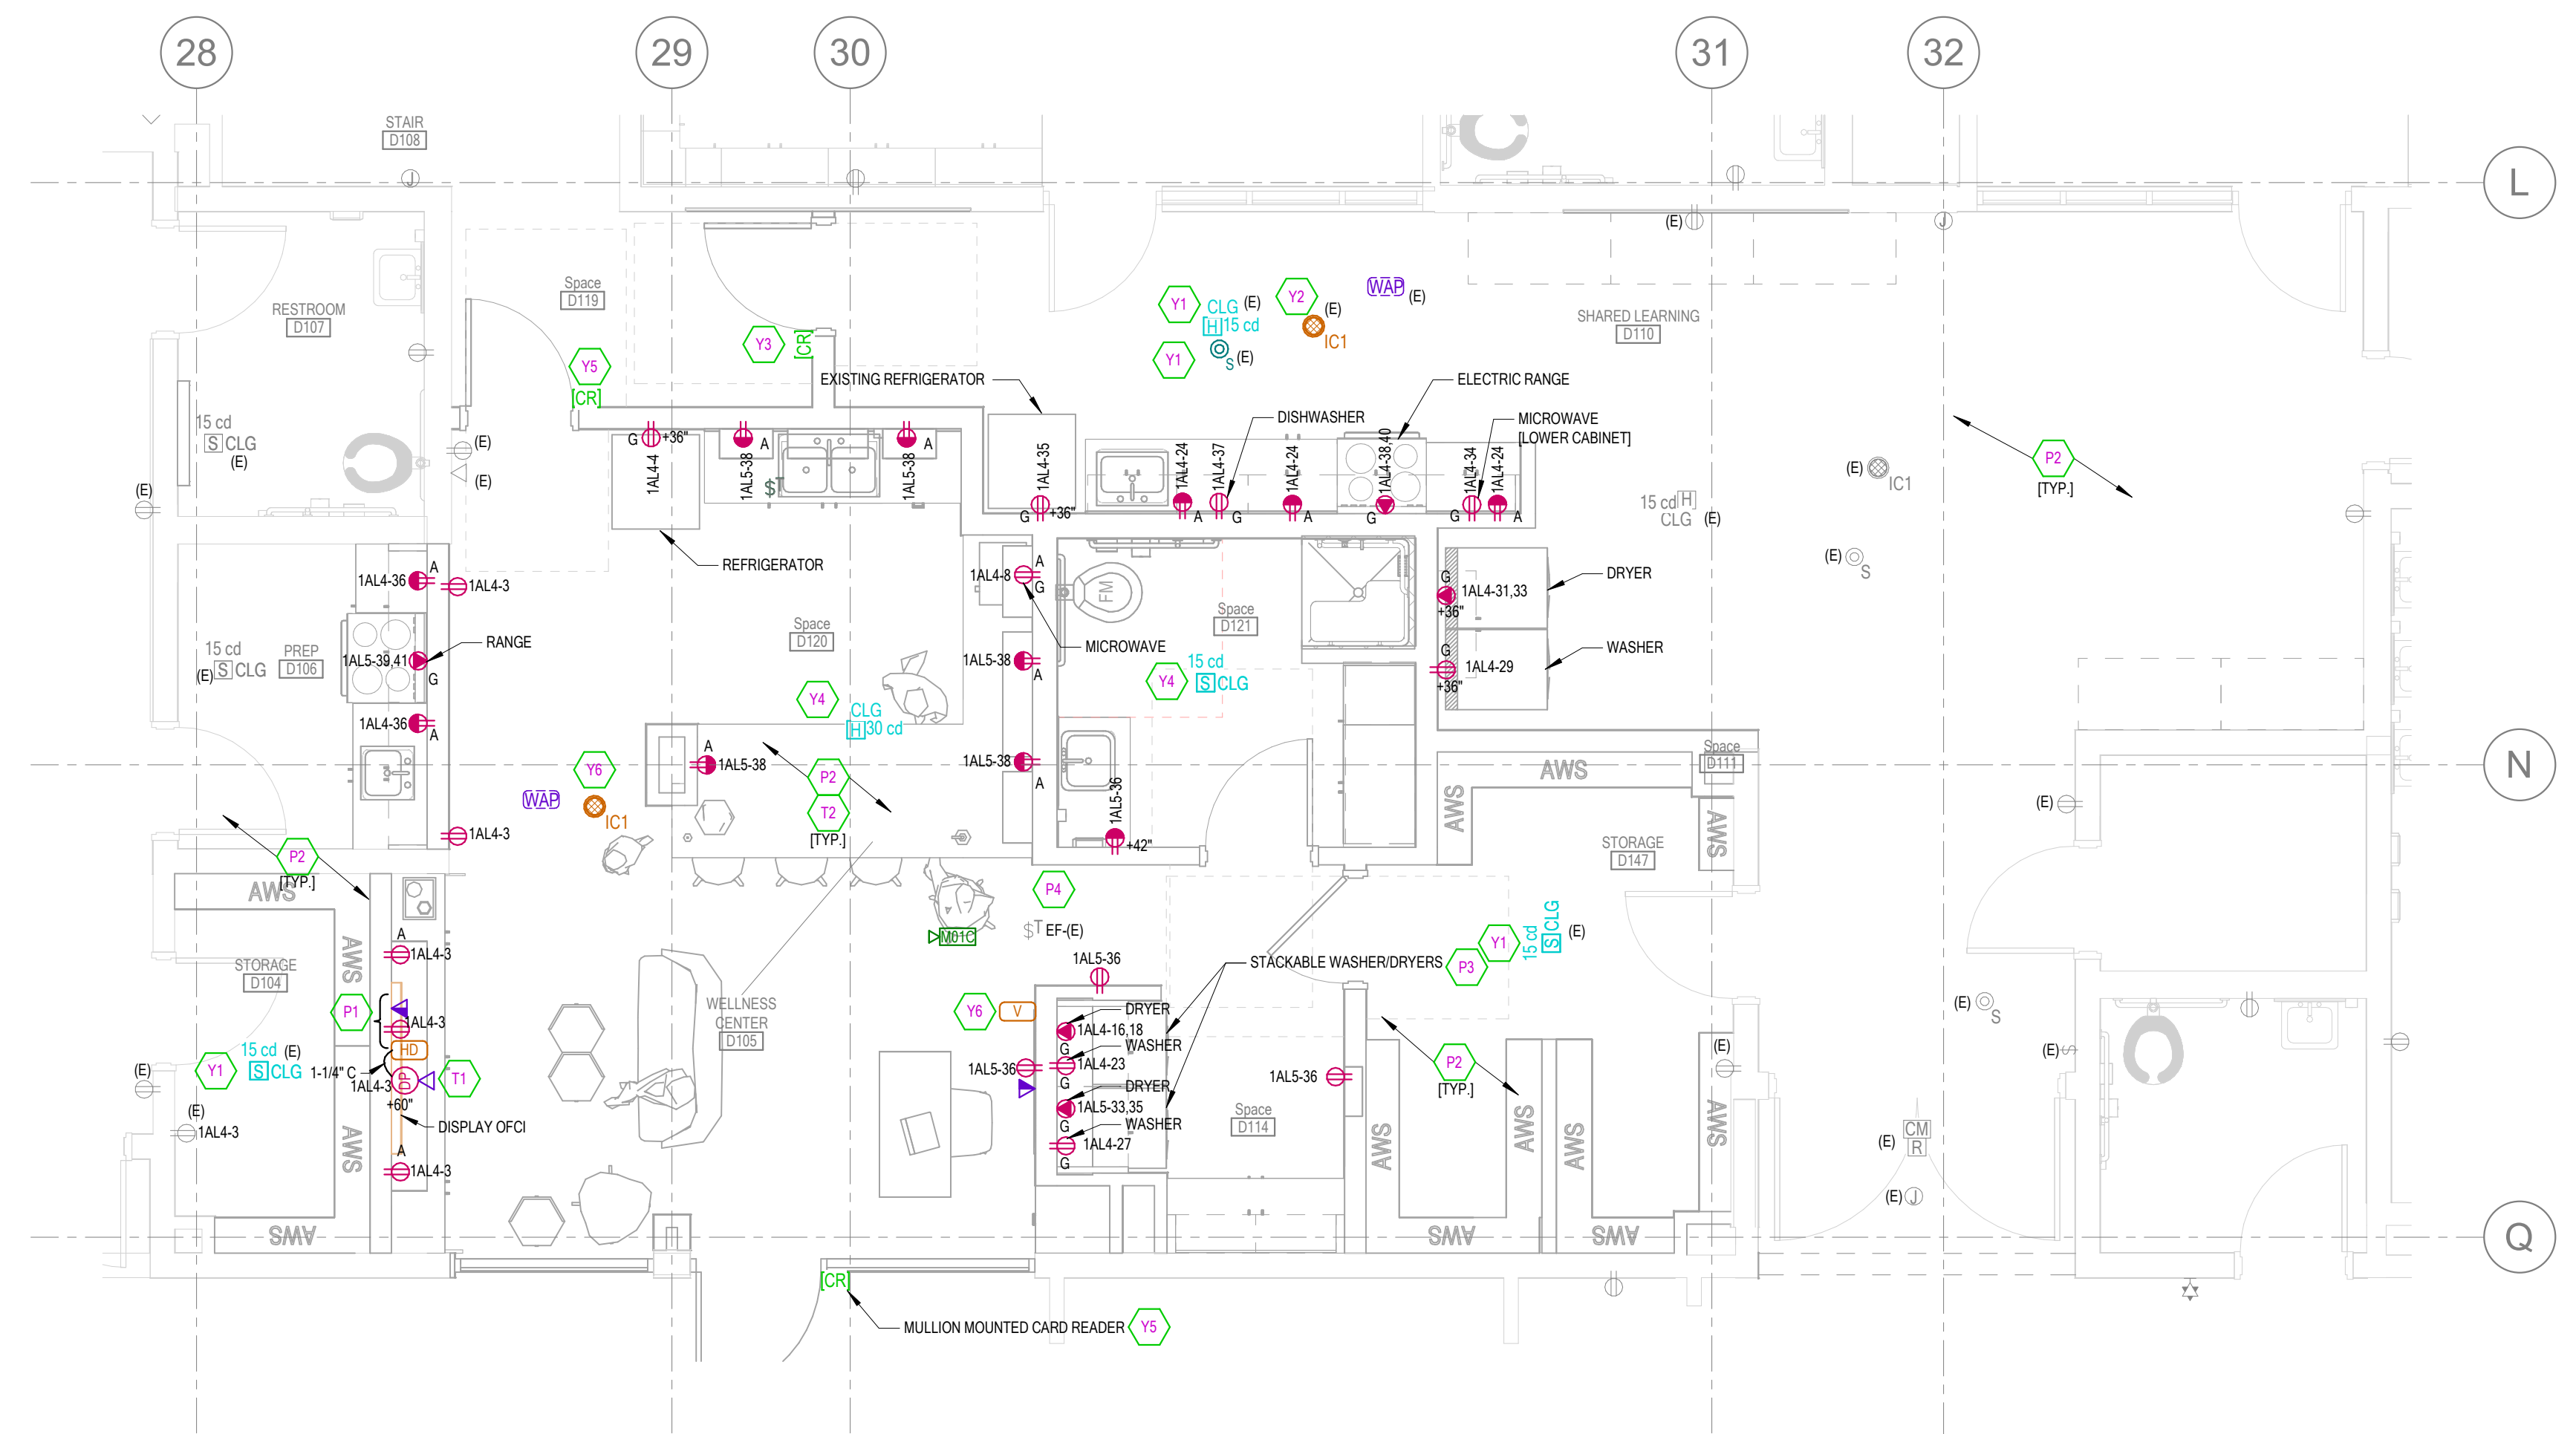 28
29
30
31
32
STAIR
D108
J
L
(E)
J
Space
D119
RESTROOM
D107
Y3
[CR]
Y5
[CR]
Y1
CLG (E)
[H]15 cd
Y1
S (E)
Y2
(E)
IC1
WAP (E)
SHARED LEARNING
D110
EXISTING REFRIGERATOR
ELECTRIC RANGE
DISHWASHER
MICROWAVE
[LOWER CABINET]
15 cd
S CLG
(E)
(E)
(E)
(E)
G +36"
1AL4-4
A
1AL5-38
$T
A
1AL5-38
1AL4-35
G +36"
1AL4-24
A
1AL4-37
G
1AL4-24
A
1AL4-38,40
G
1AL4-34
G
1AL4-24
A
(E)
IC1
P2
[TYP.]
15 cd H
CLG (E)
(E)
S
REFRIGERATOR
1AL4-36
A
1AL4-3
A
1AL4-8
G
FM
MICROWAVE
G
1AL4-31,33
+36"
DRYER
G
1AL4-29
+36"
WASHER
15 cd
(E) S CLG
PREP
D106
1AL5-39,41
G
RANGE
1AL4-36
A
Space
D120
Space
D121
1AL5-38
A
15 cd
Y4
S CLG
Y4
CLG
H 30 cd
A
1AL5-38
1AL5-38
A
Space
D111
N
AWS
AWS
AWS
Y6
WAP
IC1
P2
T2
[TYP.]
1AL5-36
+42"
(E)
1AL4-3
P2
[TYP.]
AWS
STORAGE
D147
P4
$T EF-(E)
M01C
AWS
A
1AL4-3
STORAGE
D104
P1
1AL4-3
HD
15 cd (E)
Y1
S CLG
1-1/4" C
1AL4-3
DP
+60"
T1
DISPLAY OFCI
(E)
(E)
1AL4-3
AWS
A
1AL4-3
AWS
WELLNESS
CENTER
D105
Y6
V
1AL5-36
1AL5-36
STACKABLE WASHER/DRYERS
DRYER
1AL4-16,18
G
WASHER
1AL4-23
G
DRYER
1AL5-33,35
G
WASHER
1AL4-27
G
P3
Y1
15 cd
S CLG
(E)
1AL5-36
Space
D114
P2
[TYP.]
AWS
AWS
AWS
AWS
AWS
AWS
(E)
(E)
S
(E)
S
(E)
CM
R
(E) J
Q
[CR]
MULLION MOUNTED CARD READER
Y5